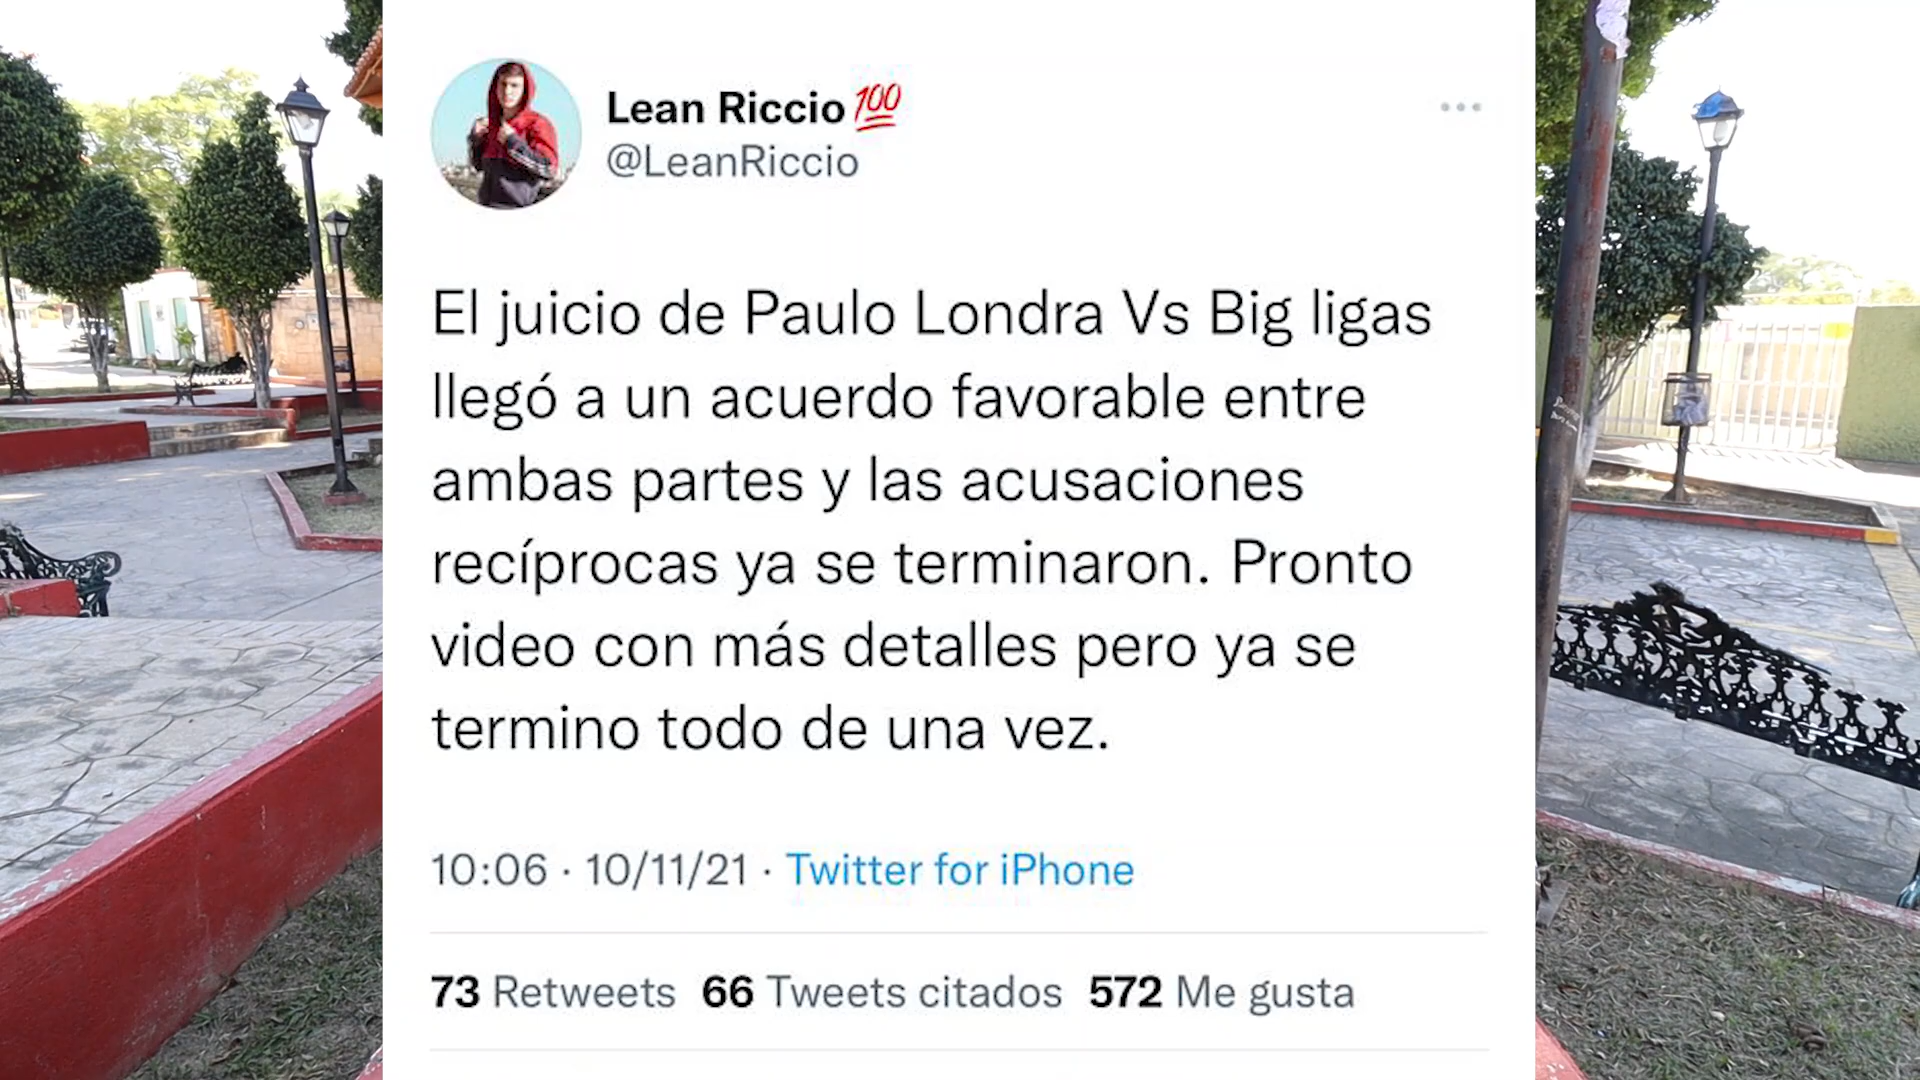 Lean Riccio 💯
@LeanRiccio
El juicio de Paulo Londra Vs Big ligas
llegó a un acuerdo favorable entre
ambas partes y las acusaciones
recíprocas ya se terminaron. Pronto
video con más detalles pero ya se
termino todo de una vez.
10:06 · 10/11/21 · Twitter for iPhone
73 Retweets 66 Tweets citados 572 Me gusta